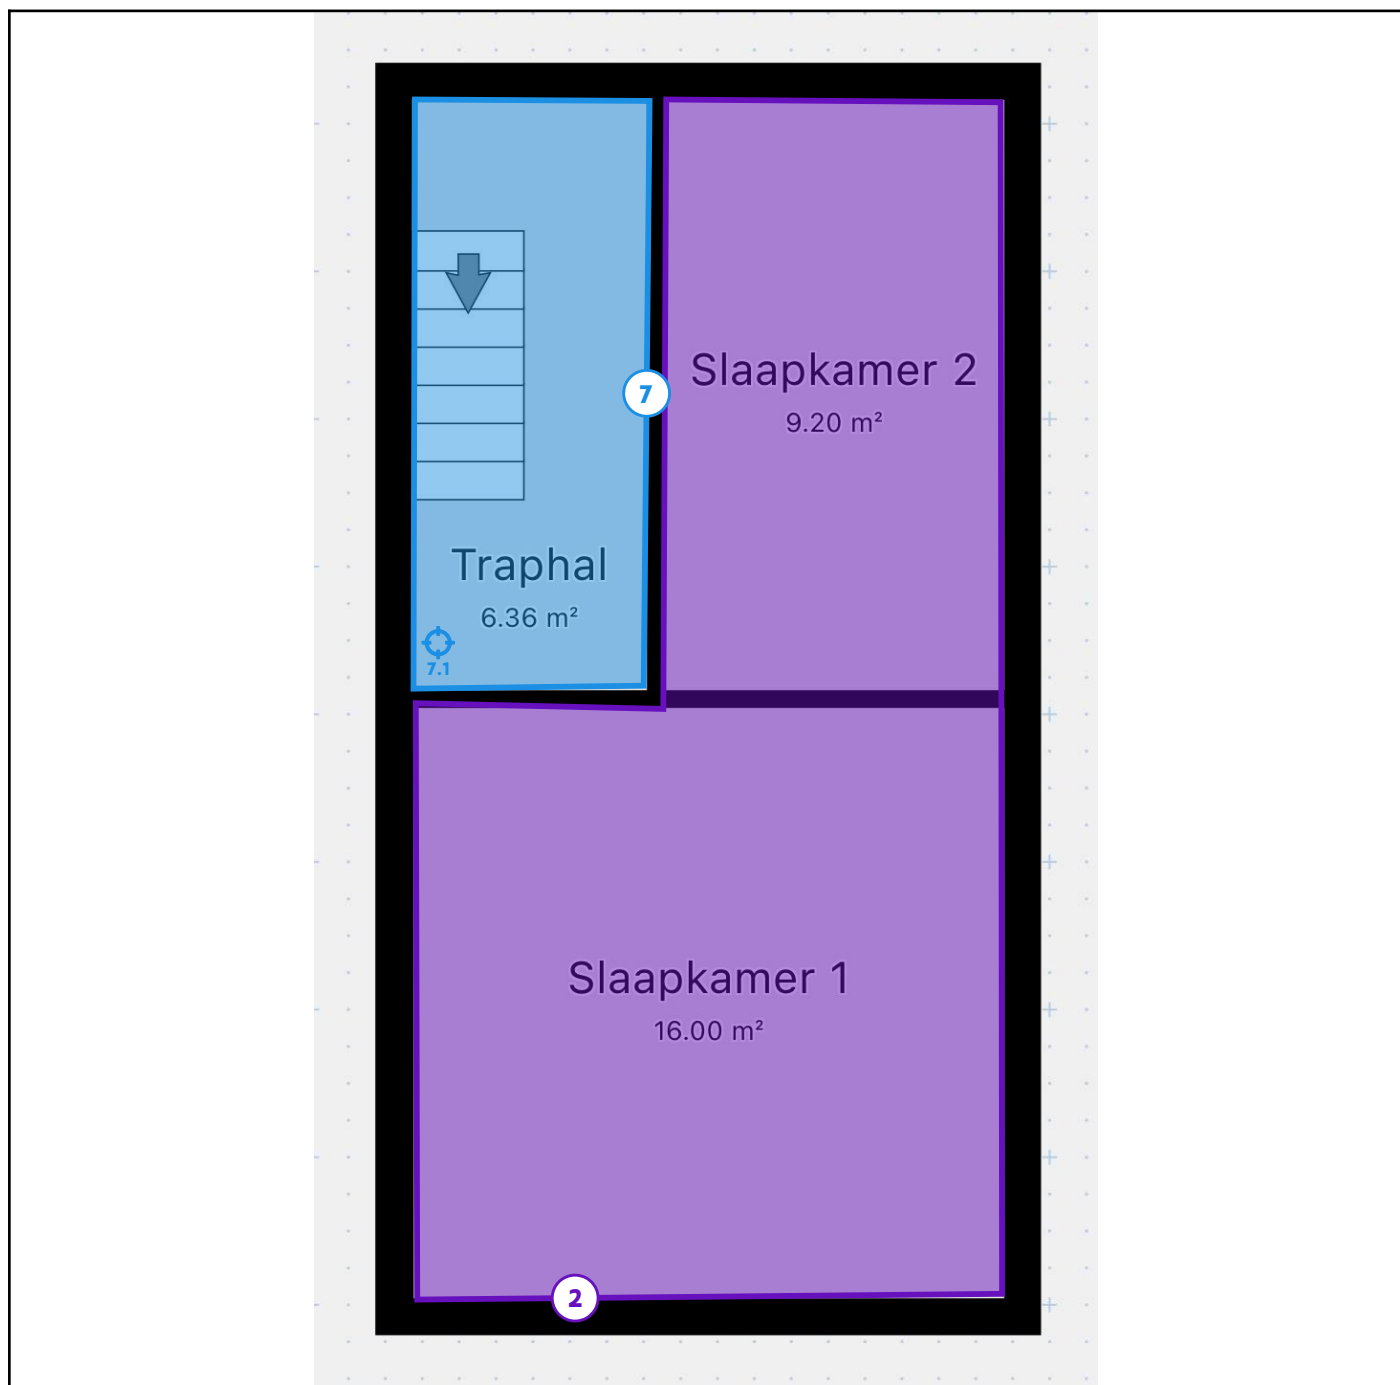 Slaapkamer 2
9.20 m²
7
Traphal
6.36 m²
7.1
Slaapkamer 1
16.00 m²
2